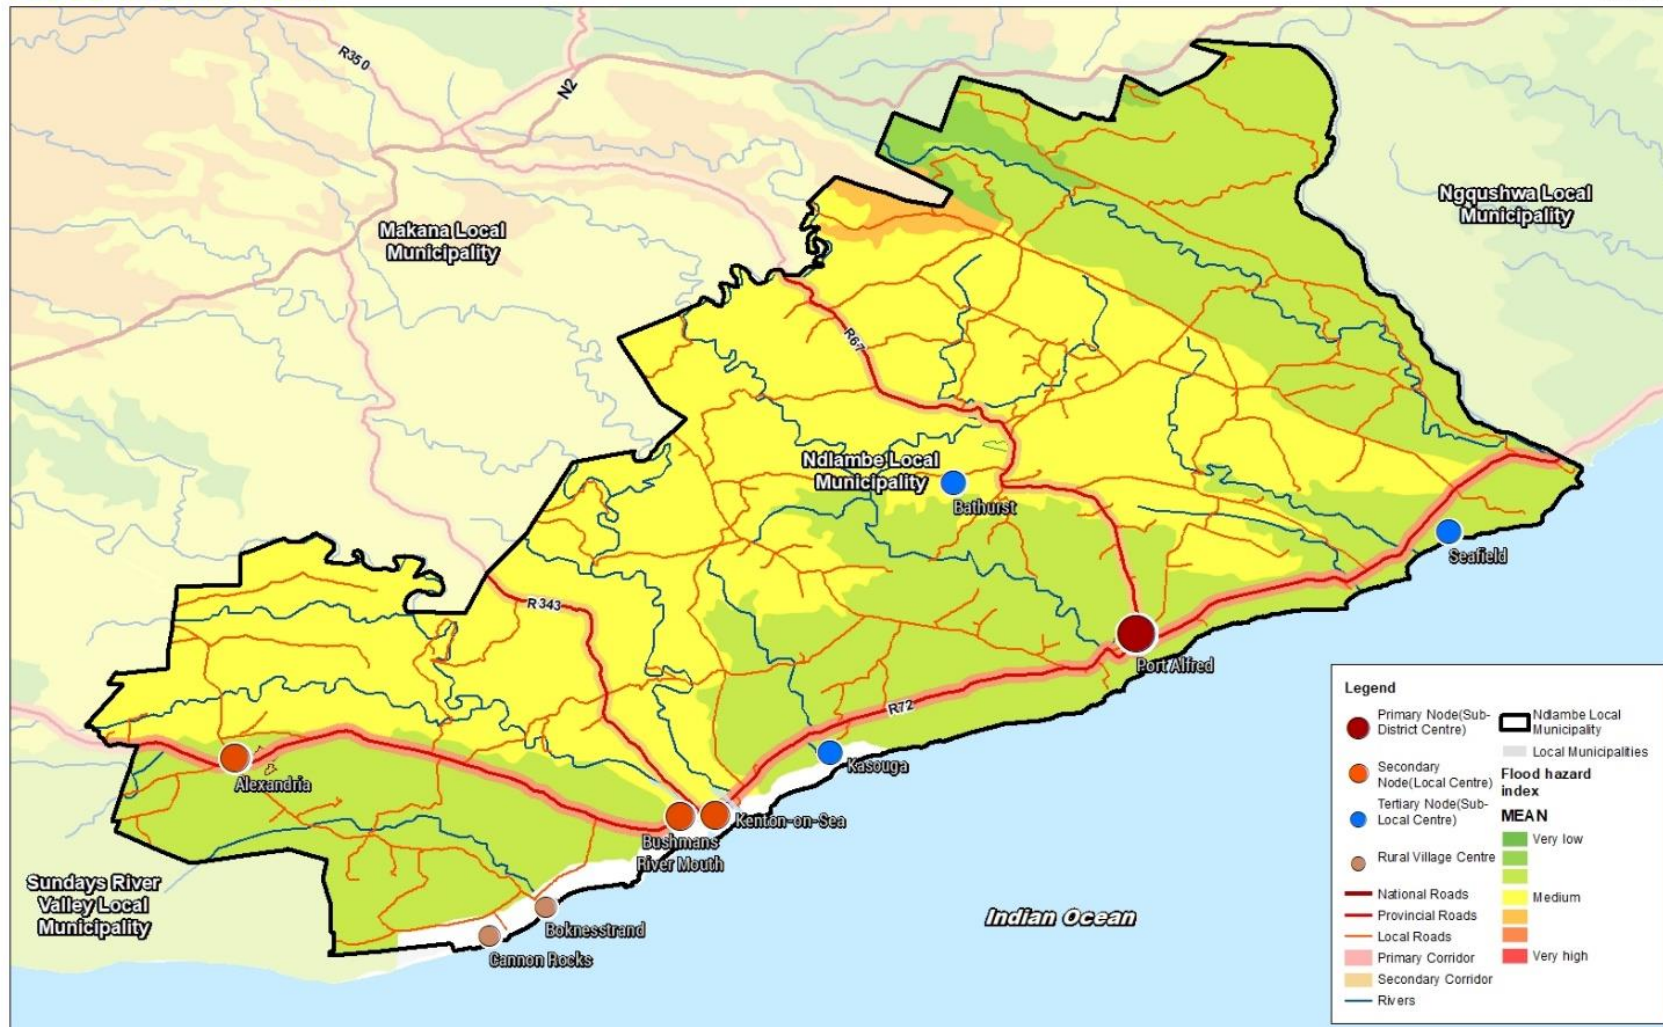 R350
N2
Makana Local
Municipality
Ngqushwa Local
Municipality
R67
Ndlambe Local
Municipality
Bathurst
Seafield
R343
Port Alfred
R72
Kasouga
Alexandria
Kenton-on-Sea
Bushmans
River Mouth
Sundays River
Valley Local
Municipality
Boknesstrand
Cannon Rocks
Indian Ocean
Legend
Primary Node(Sub-
District Centre)
Secondary
Node(Local Centre)
Tertiary Node(Sub-
Local Centre)
Rural Village Centre
National Roads
Provincial Roads
Local Roads
Primary Corridor
Secondary Corridor
Rivers
Ndlambe Local
Municipality
Local Municipalities
Flood hazard
index
MEAN
Very low
Medium
Very high